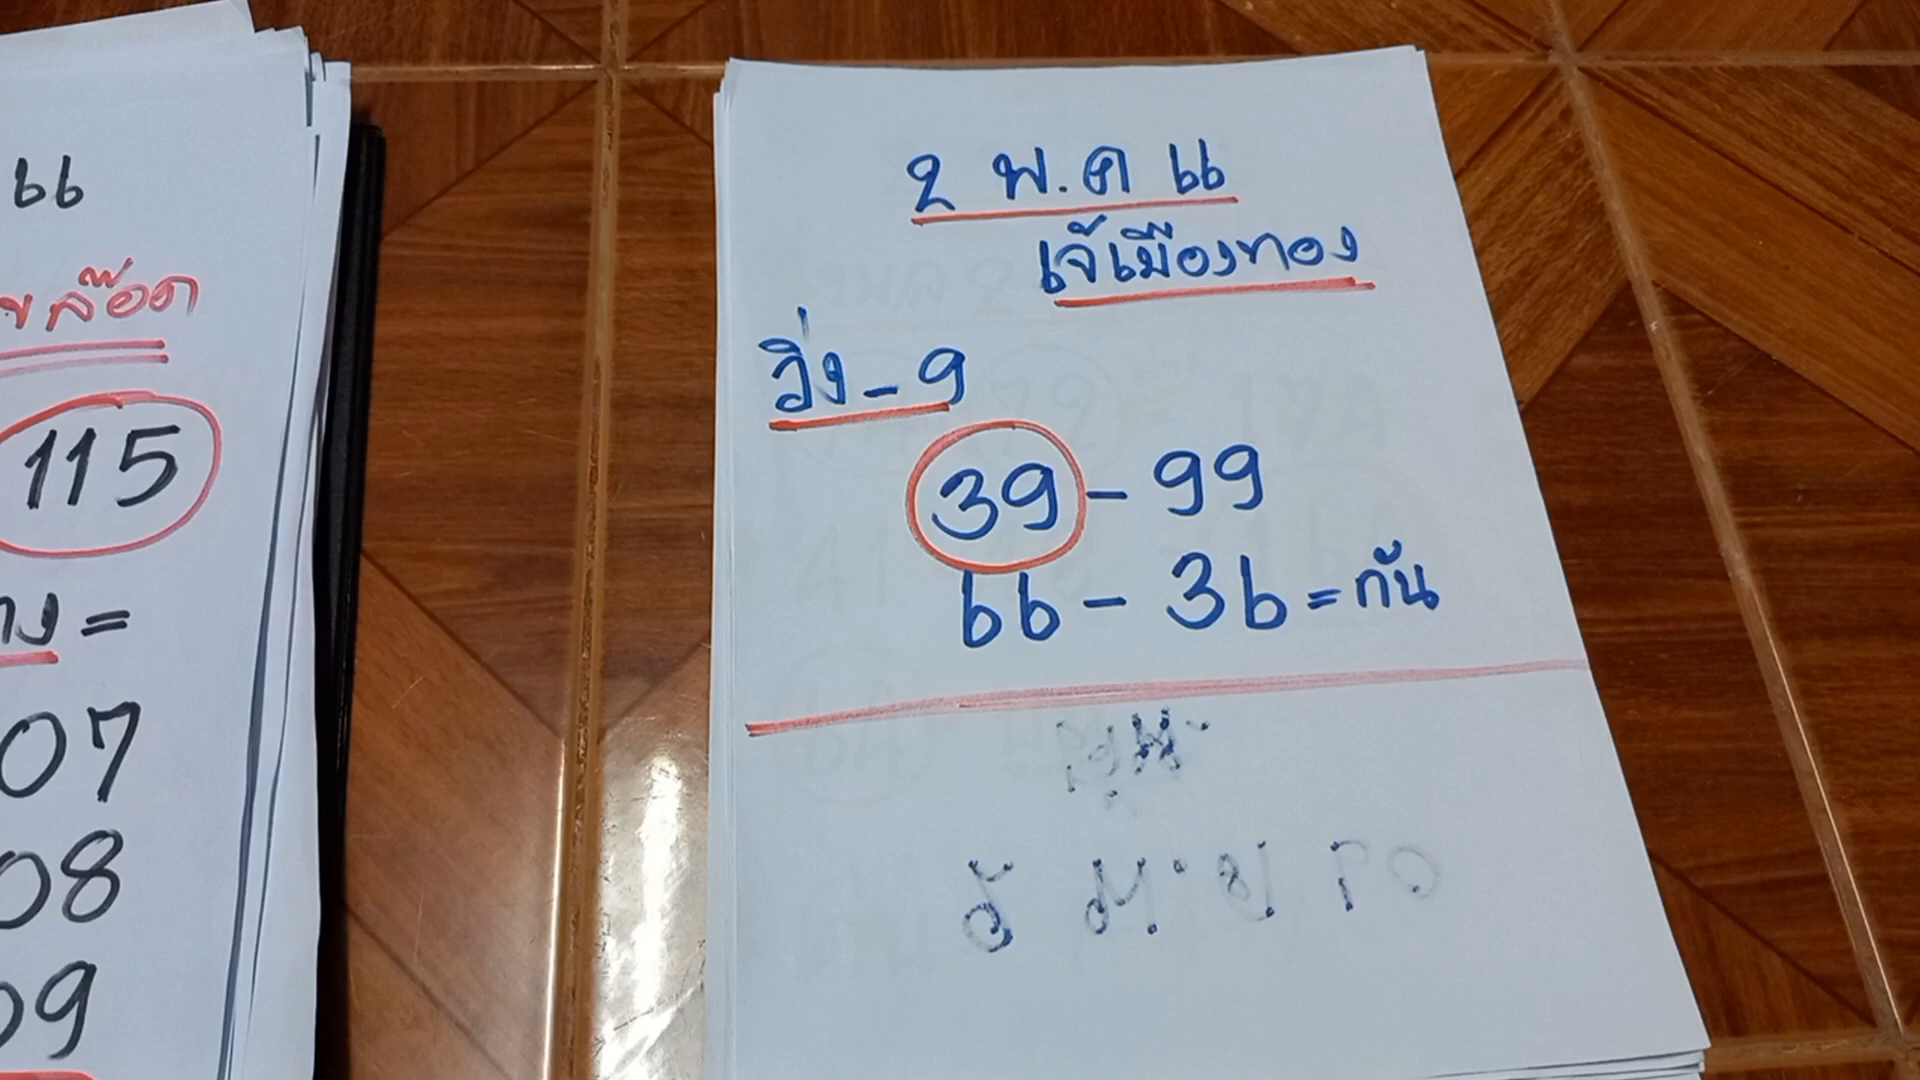 66
ล๊อต
115
=
07
08
09
2 พ.ค 66
เจ้เมืองทอง
วิ่ง - 9
39 - 99
66 - 36 = กัน